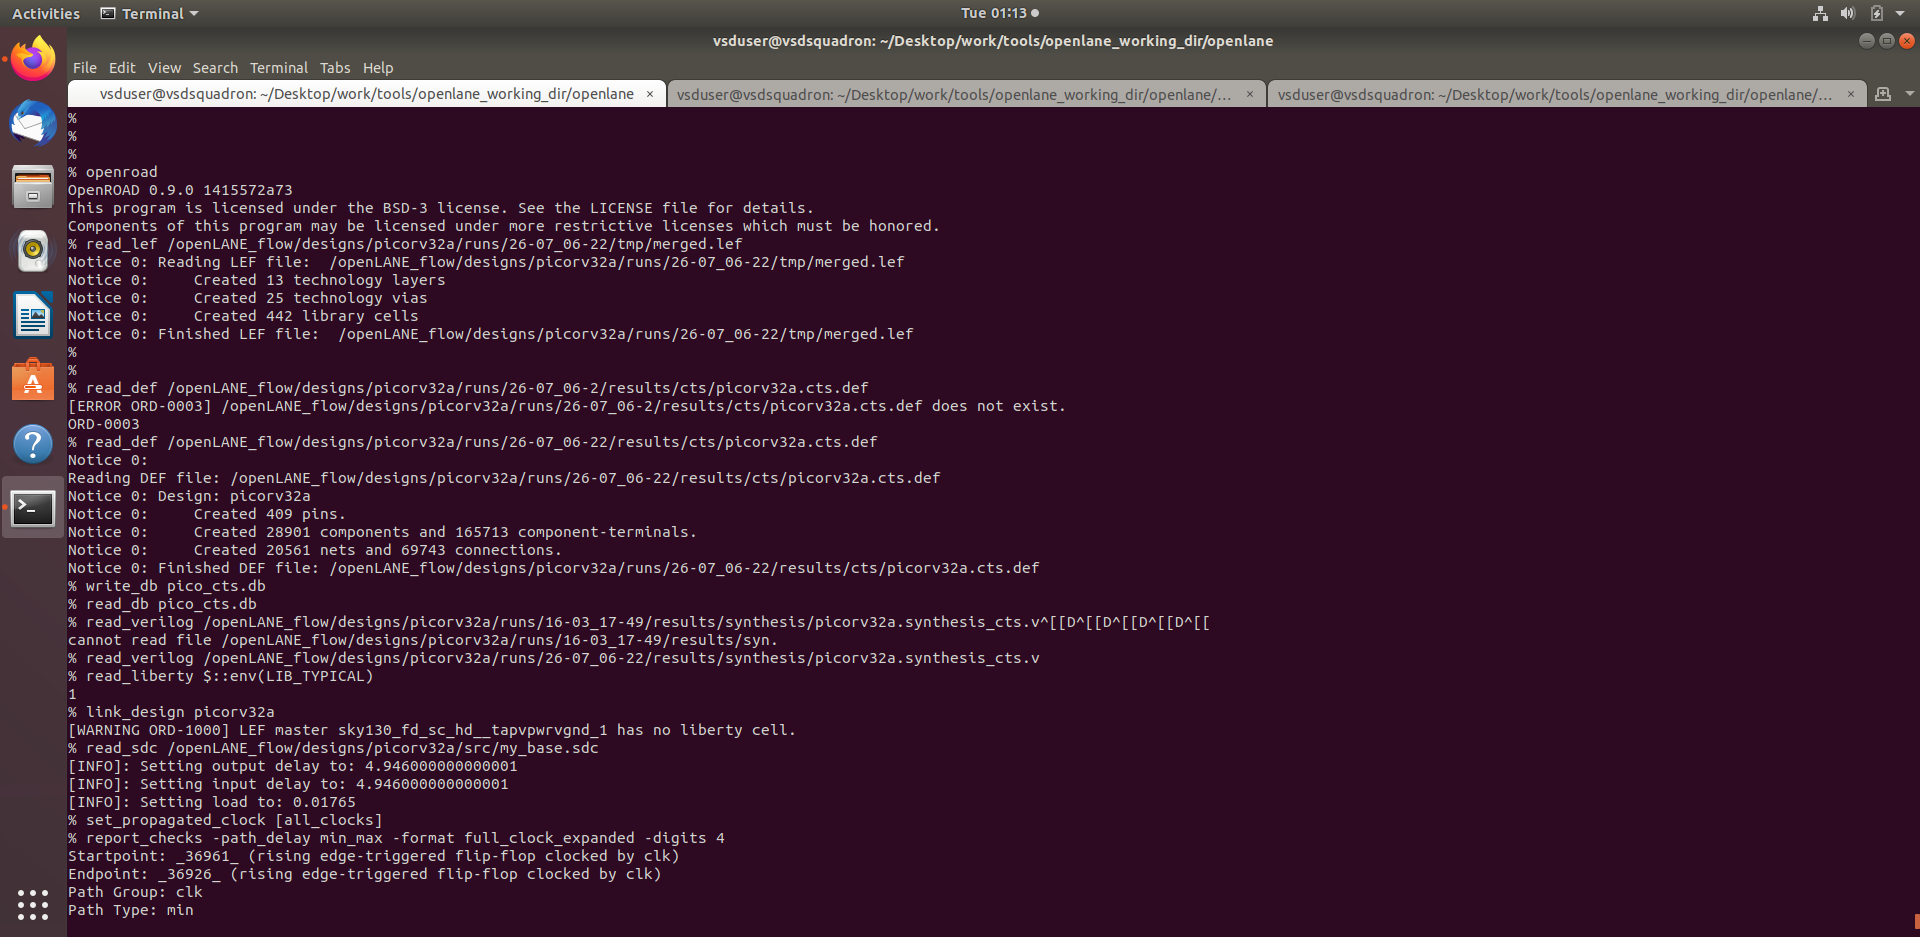 Activities
Terminal
Tue 01:13
vsduser@vsdsquadron: ~/Desktop/work/tools/openlane_working_dir/openlane
File Edit View Search Terminal Tabs Help
vsduser@vsdsquadron: ~/Desktop/work/tools/openlane_working_dir/openlane ×
vsduser@vsdsquadron: ~/Desktop/work/tools/openlane_working_dir/openlane/... ×
vsduser@vsdsquadron: ~/Desktop/work/tools/openlane_working_dir/openlane/... ×
%
%
%
% openroad
OpenROAD 0.9.0 1415572a73
This program is licensed under the BSD-3 license. See the LICENSE file for details.
Components of this program may be licensed under more restrictive licenses which must be honored.
% read_lef /openLANE_flow/designs/picorv32a/runs/26-07_06-22/tmp/merged.lef
Notice 0: Reading LEF file:  /openLANE_flow/designs/picorv32a/runs/26-07_06-22/tmp/merged.lef
Notice 0:     Created 13 technology layers
Notice 0:     Created 25 technology vias
Notice 0:     Created 442 library cells
Notice 0: Finished LEF file:  /openLANE_flow/designs/picorv32a/runs/26-07_06-22/tmp/merged.lef
%
%
% read_def /openLANE_flow/designs/picorv32a/runs/26-07_06-2/results/cts/picorv32a.cts.def
[ERROR ORD-0003] /openLANE_flow/designs/picorv32a/runs/26-07_06-2/results/cts/picorv32a.cts.def does not exist.
ORD-0003
% read_def /openLANE_flow/designs/picorv32a/runs/26-07_06-22/results/cts/picorv32a.cts.def
Notice 0:
Reading DEF file: /openLANE_flow/designs/picorv32a/runs/26-07_06-22/results/cts/picorv32a.cts.def
Notice 0: Design: picorv32a
Notice 0:     Created 409 pins.
Notice 0:     Created 28901 components and 165713 component-terminals.
Notice 0:     Created 20561 nets and 69743 connections.
Notice 0: Finished DEF file: /openLANE_flow/designs/picorv32a/runs/26-07_06-22/results/cts/picorv32a.cts.def
% write_db pico_cts.db
% read_db pico_cts.db
% read_verilog /openLANE_flow/designs/picorv32a/runs/16-03_17-49/results/synthesis/picorv32a.synthesis_cts.v^[[D^[[D^[[D^[[D^[[
cannot read file /openLANE_flow/designs/picorv32a/runs/16-03_17-49/results/syn.
% read_verilog /openLANE_flow/designs/picorv32a/runs/26-07_06-22/results/synthesis/picorv32a.synthesis_cts.v
% read_liberty $::env(LIB_TYPICAL)
1
% link_design picorv32a
[WARNING ORD-1000] LEF master sky130_fd_sc_hd__tapvpwrvgnd_1 has no liberty cell.
% read_sdc /openLANE_flow/designs/picorv32a/src/my_base.sdc
[INFO]: Setting output delay to: 4.946000000000001
[INFO]: Setting input delay to: 4.946000000000001
[INFO]: Setting load to: 0.01765
% set_propagated_clock [all_clocks]
% report_checks -path_delay min_max -format full_clock_expanded -digits 4
Startpoint: _36961_ (rising edge-triggered flip-flop clocked by clk)
Endpoint: _36926_ (rising edge-triggered flip-flop clocked by clk)
Path Group: clk
Path Type: min